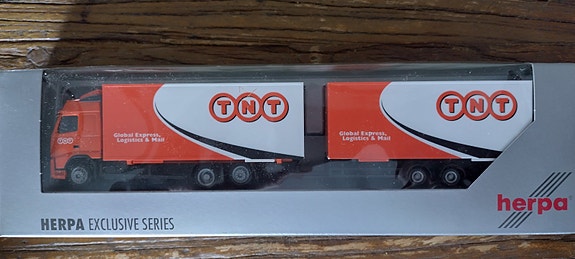 TNT
Global Express,
Logistics & Mail
TNT
Global Express,
Logistics & Mail
HERPA EXCLUSIVE SERIES
herpa